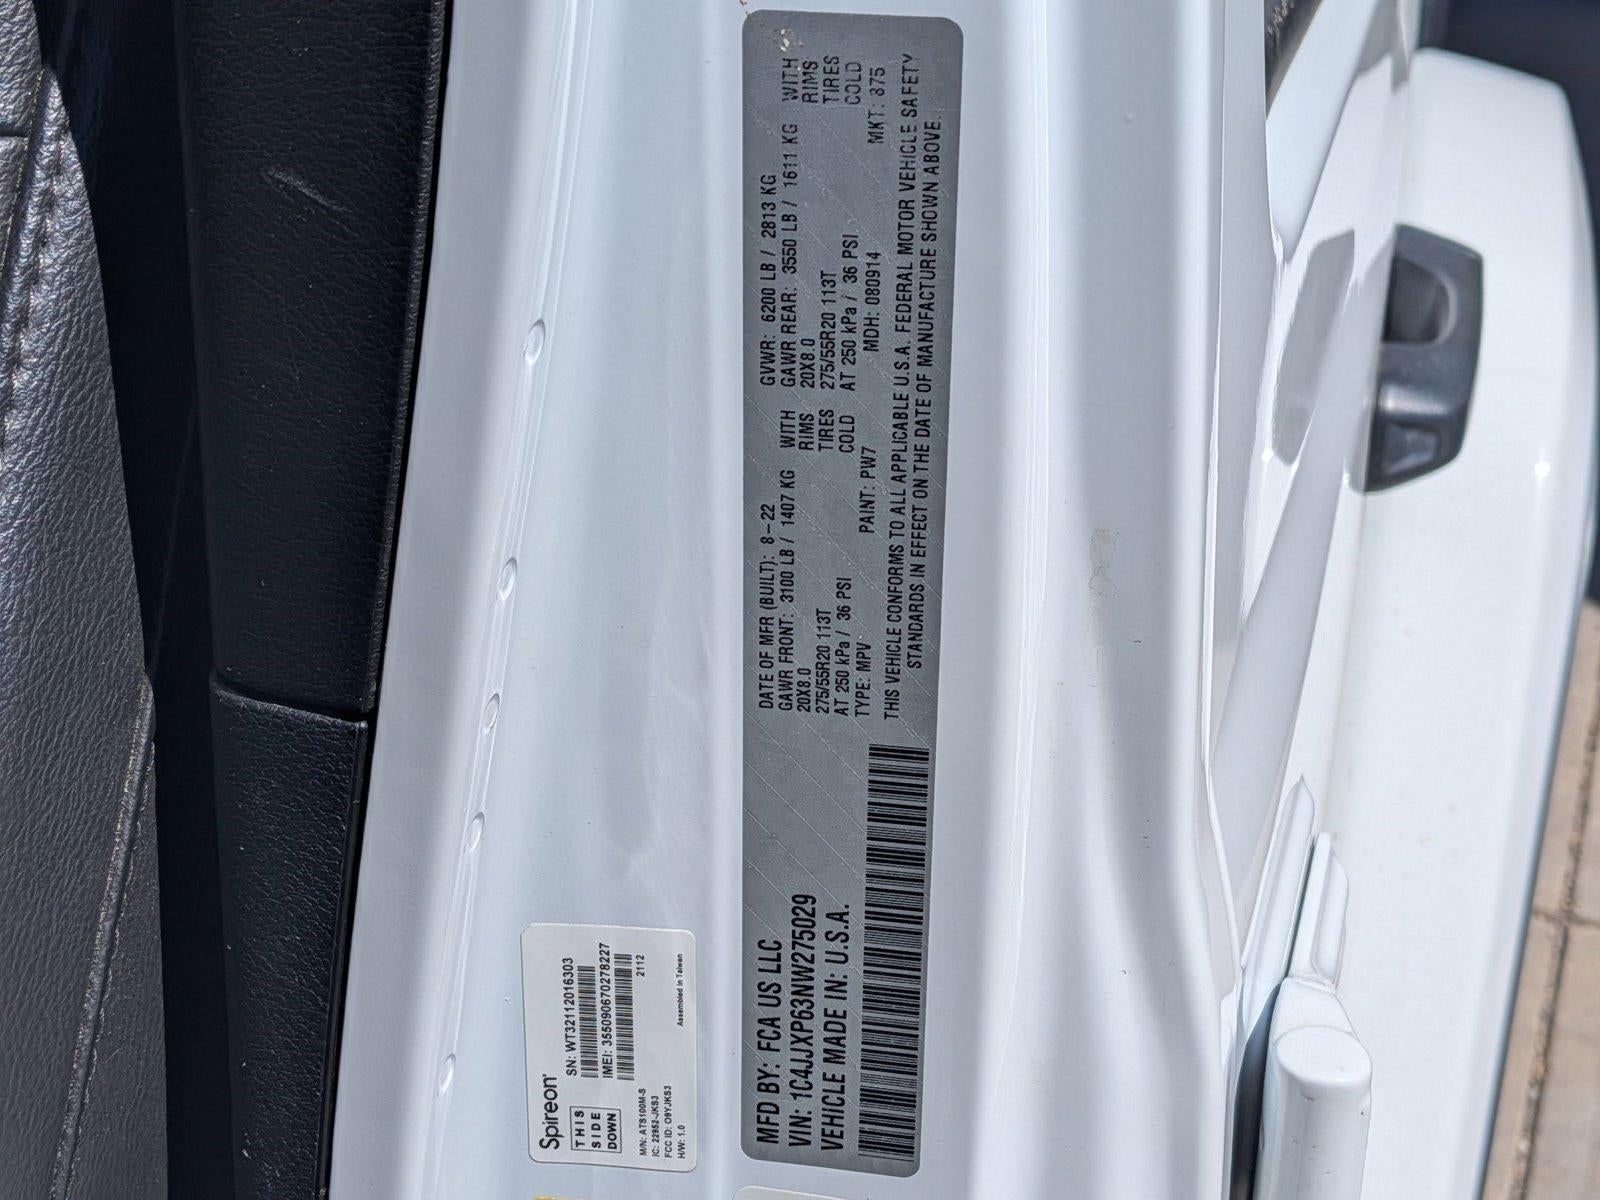 MFD BY: FCA US LLC
VIN: 1C4JJXP63NW275029
VEHICLE MADE IN: U.S.A.
DATE OF MFR (BUILT): 8-22 GVWR: 6200 LB / 2813 KG
GAWR FRONT: 3100 LB / 1407 KG WITH GAWR REAR: 3550 LB / 1611 KG WITH
20X8.0 RIMS 20X8.0 RIMS
275/55R20 113T TIRES 275/55R20 113T TIRES
AT 250 kPa / 36 PSI COLD AT 250 kPa / 36 PSI COLD
TYPE: MPV PAINT: PW7 MDH: 080914 MKT: 375
THIS VEHICLE CONFORMS TO ALL APPLICABLE U.S.A. FEDERAL MOTOR VEHICLE SAFETY
STANDARDS IN EFFECT ON THE DATE OF MANUFACTURE SHOWN ABOVE.
Spireon
THIS
SIDE
DOWN
SN: WT32112016303
IMEI: 355090670278227
2112
M/N: ATS100M-S
IC: 22952-JKS3
FCC ID: O9YJKS3
H/W: 1.0
Assembled in Taiwan